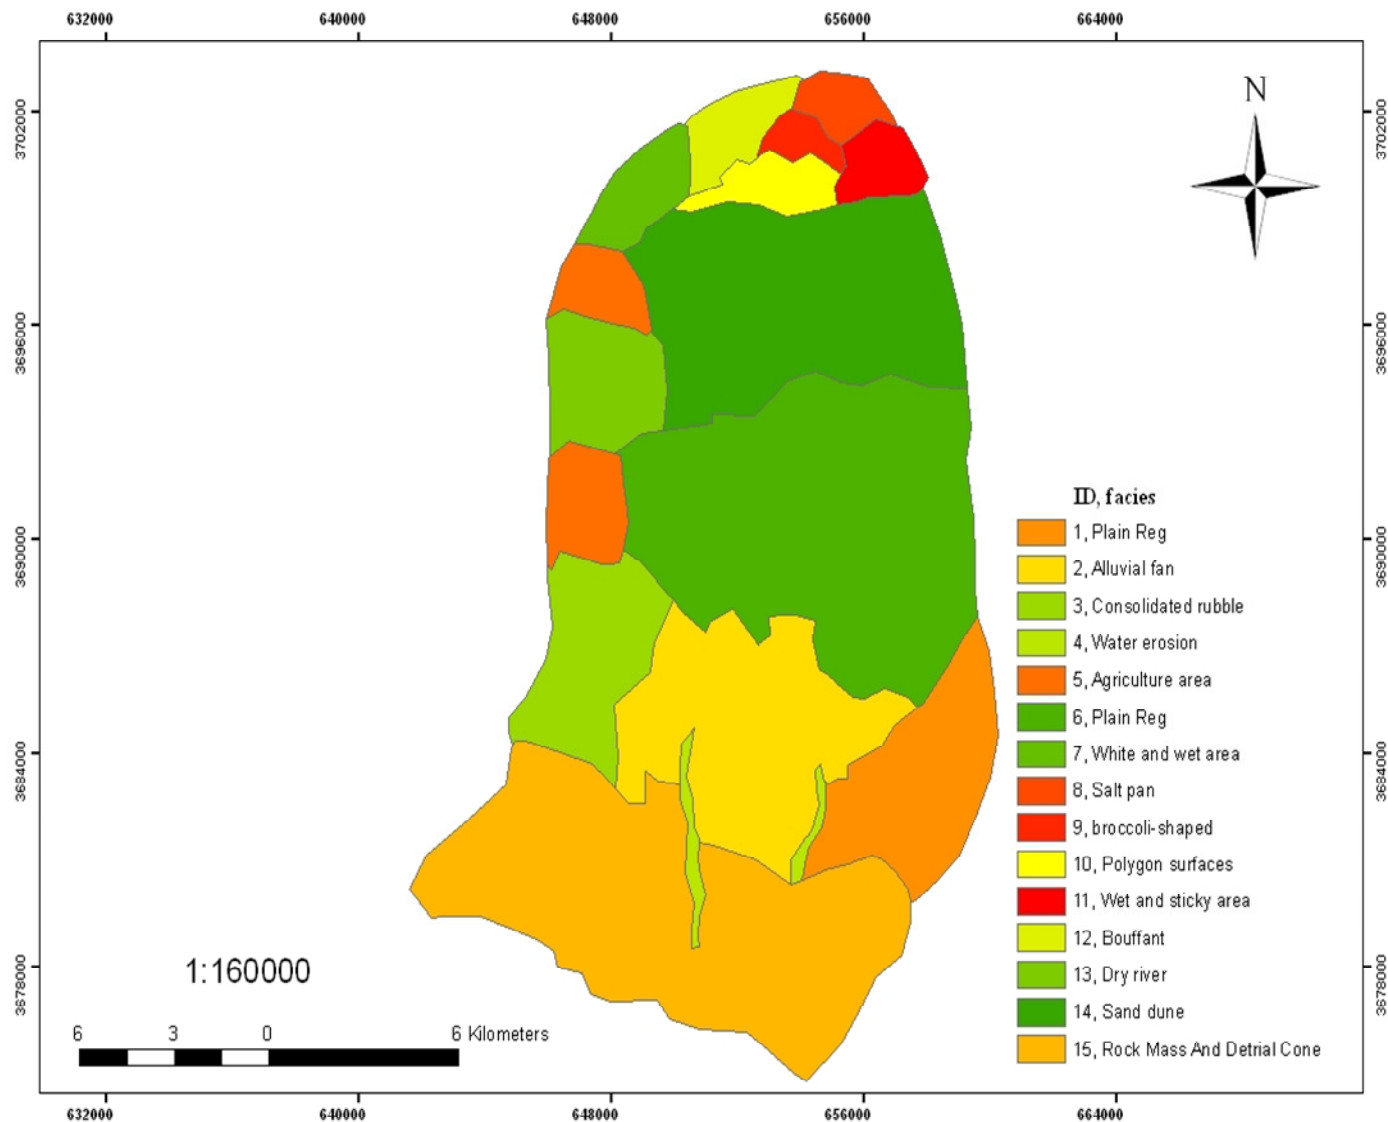 632000 640000 648000 656000 664000
N
3702000 3702000
3696000 3696000
3690000 3690000
3684000 3684000
3678000 3678000
ID, facies
1, Plain Reg
2, Alluvial fan
3, Consolidated rubble
4, Water erosion
5, Agriculture area
6, Plain Reg
7, White and wet area
8, Salt pan
9, broccoli-shaped
10, Polygon surfaces
11, Wet and sticky area
12, Bouffant
13, Dry river
14, Sand dune
15, Rock Mass And Detrial Cone
1:160000
6 3 0 6 Kilometers
632000 640000 648000 656000 664000